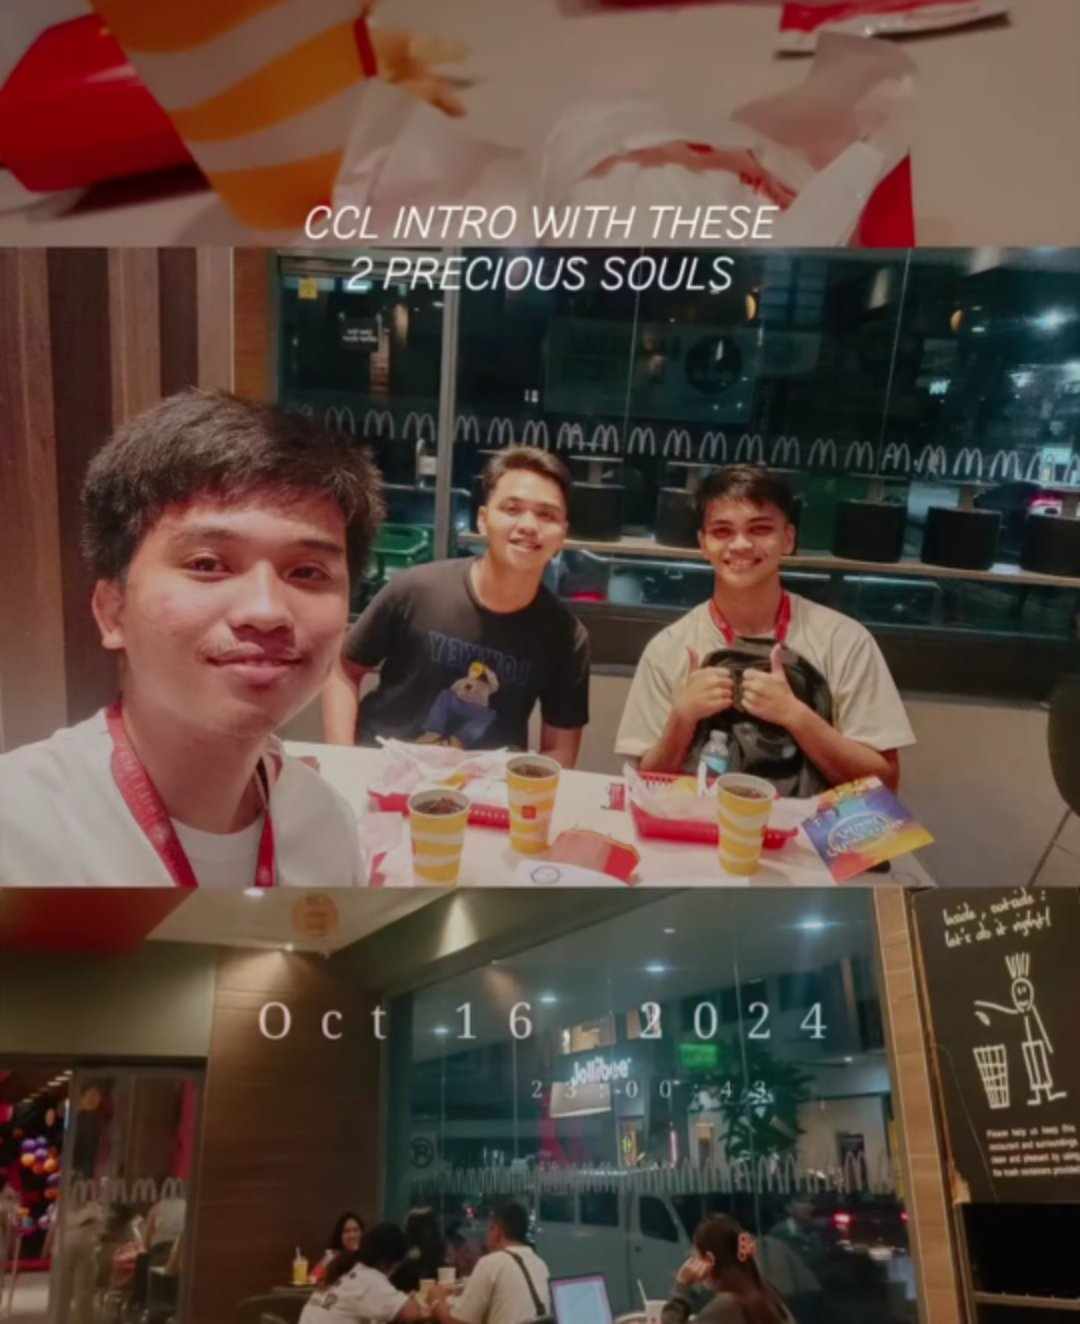 CCL INTRO WITH THESE
2 PRECIOUS SOULS
Oct 16 2024
23:00:43
Jollibee
Inside, outside:
let's do it right!
Please help us keep this
restaurant and surroundings
clean and pleasant by using
the trash containers provided